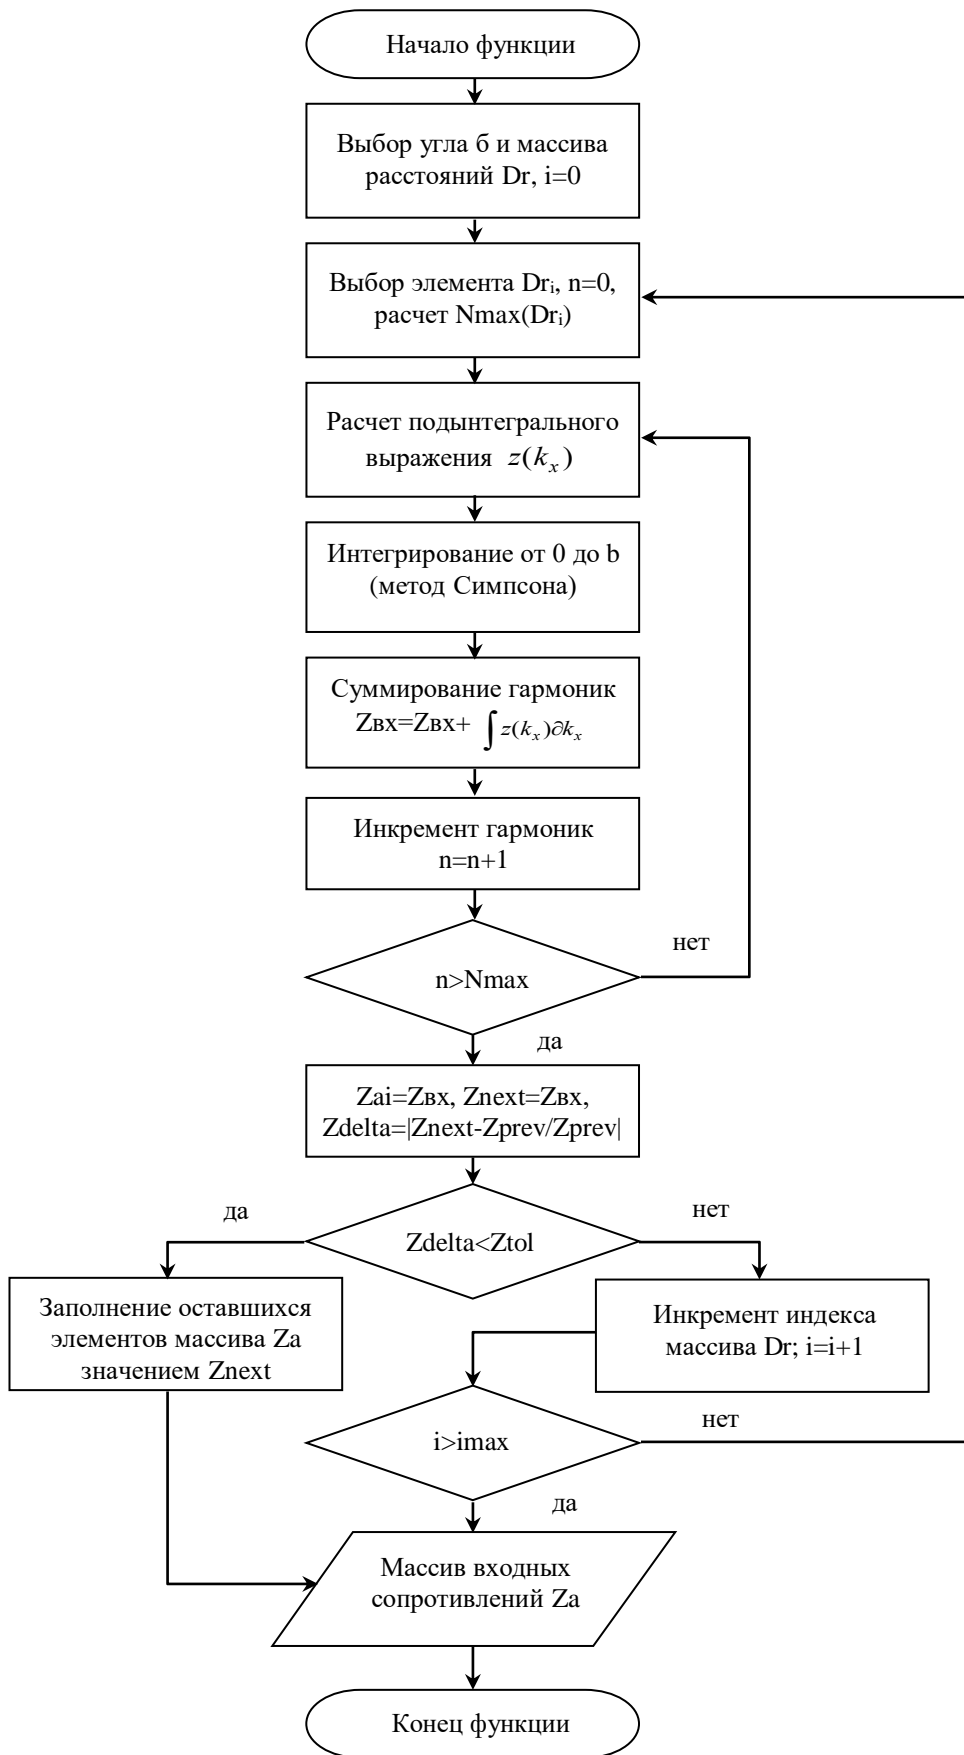 Начало функции
Выбор угла б и массива
расстояний Dr, i=0
Выбор элемента Drᵢ, n=0,
расчет Nmax(Drᵢ)
Расчет подынтегрального
выражения z(kₓ)
Интегрирование от 0 до b
(метод Симпсона)
Суммирование гармоник
Zвх=Zвх+ ∫z(kₓ)∂kₓ
Инкремент гармоник
n=n+1
n>Nmax
нет
да
Zai=Zвх, Znext=Zвх,
Zdelta=|Znext-Zprev/Zprev|
Zdelta<Ztol
да
нет
Заполнение оставшихся
элементов массива Za
значением Znext
Инкремент индекса
массива Dr; i=i+1
i>imax
нет
да
Массив входных
сопротивлений Za
Конец функции